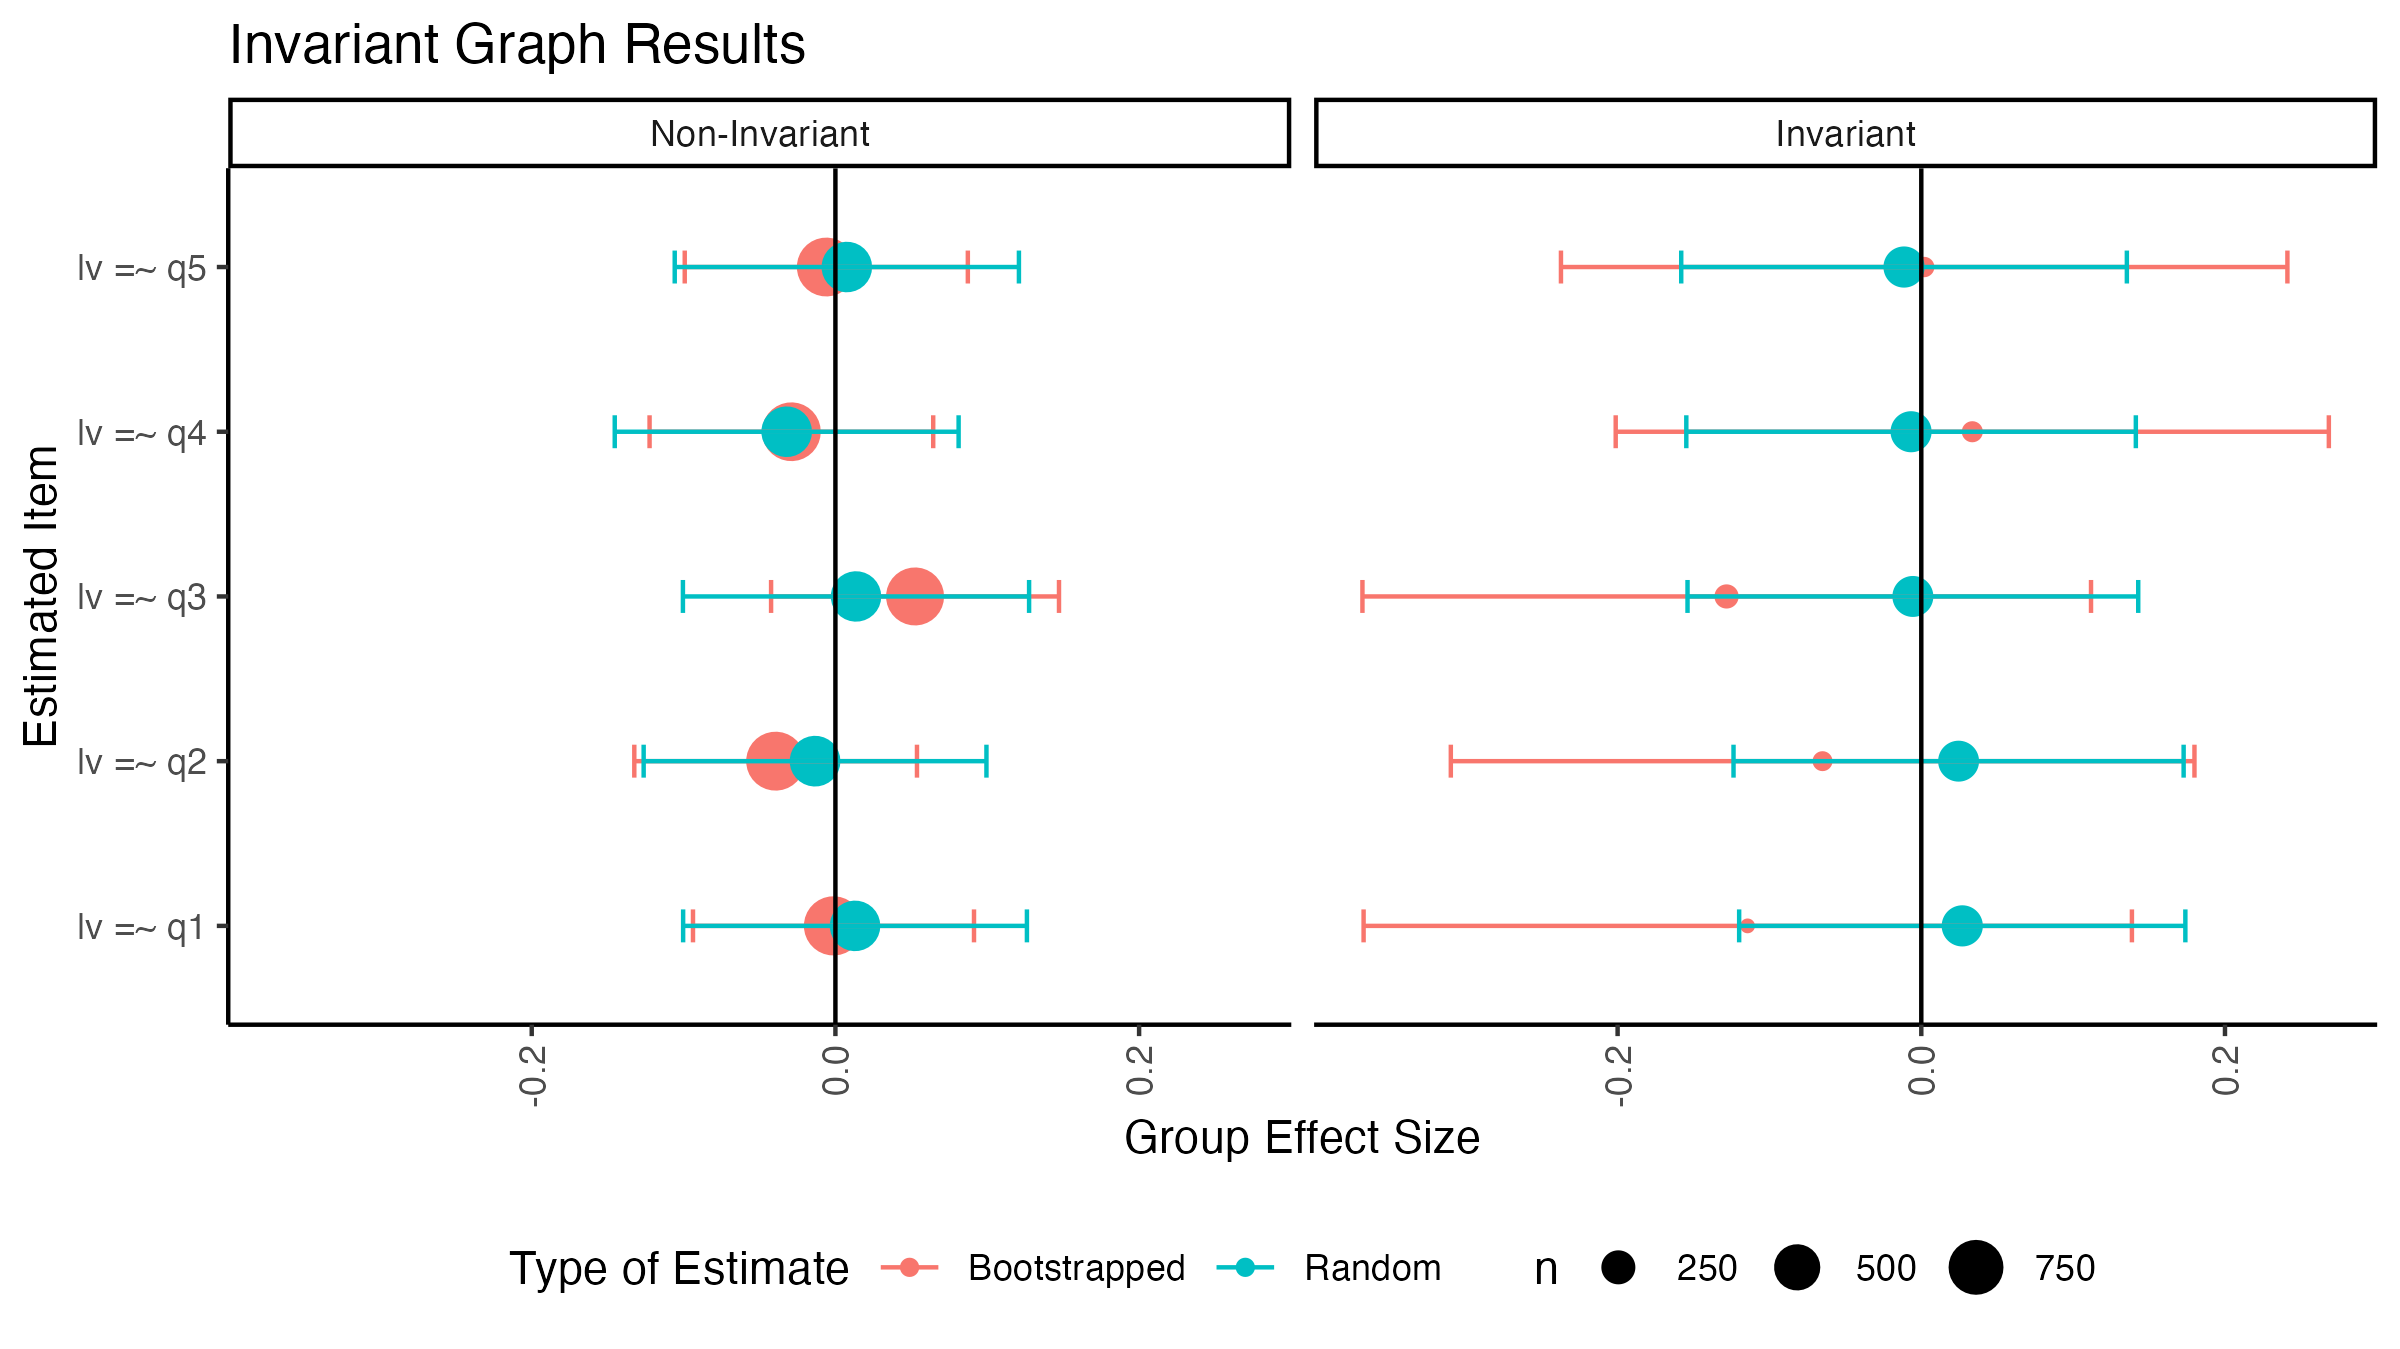 Invariant Graph Results
Non-Invariant
Invariant
Estimated Item
lv =~ q5
lv =~ q4
lv =~ q3
lv =~ q2
lv =~ q1
-0.2 0.0 0.2
-0.2 0.0 0.2
Group Effect Size
Type of Estimate Bootstrapped Random n 250 500 750